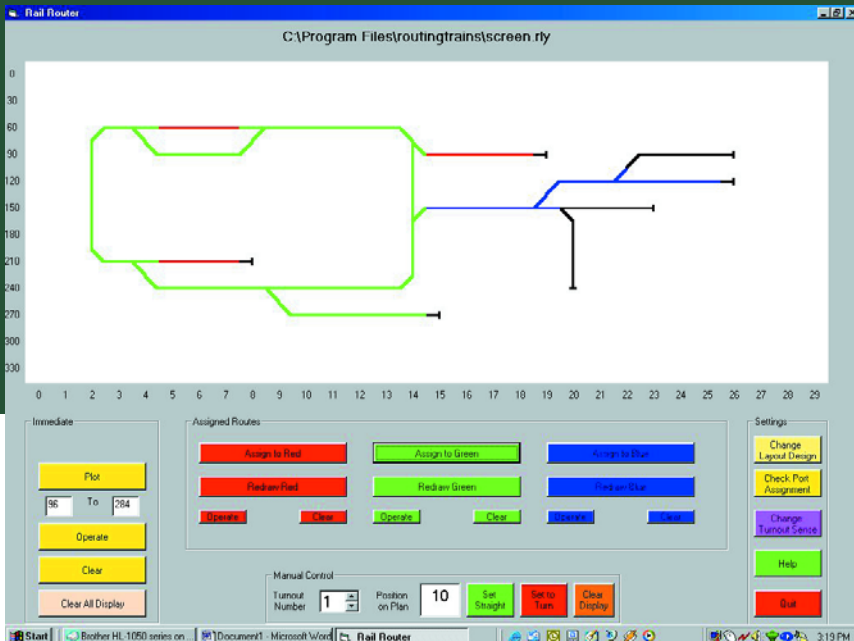 Rail Router
C:\Program Files\routingtrains\screen.rly
0
30
60
90
120
150
180
210
240
270
300
330
0 1 2 3 4 5 6 7 8 9 10 11 12 13 14 15 16 17 18 19 20 21 22 23 24 25 26 27 28 29
Immediate
Plot
96 To 284
Operate
Clear
Clear All Display
Assigned Routes
Assign to Red Assign to Green Assign to Blue
Redraw Red Redraw Green Redraw Blue
Operate Clear Operate Clear Operate Clear
Manual Control
Turnout Number 1 Position on Plan 10 Set Straight Set to Turn Clear Display
Settings
Change
Layout Design
Check Port
Assignment
Change
Turnout Sense
Help
Quit
Start Brother HL-1050 series on ... Document1 - Microsoft Word Rail Router 3:19 PM